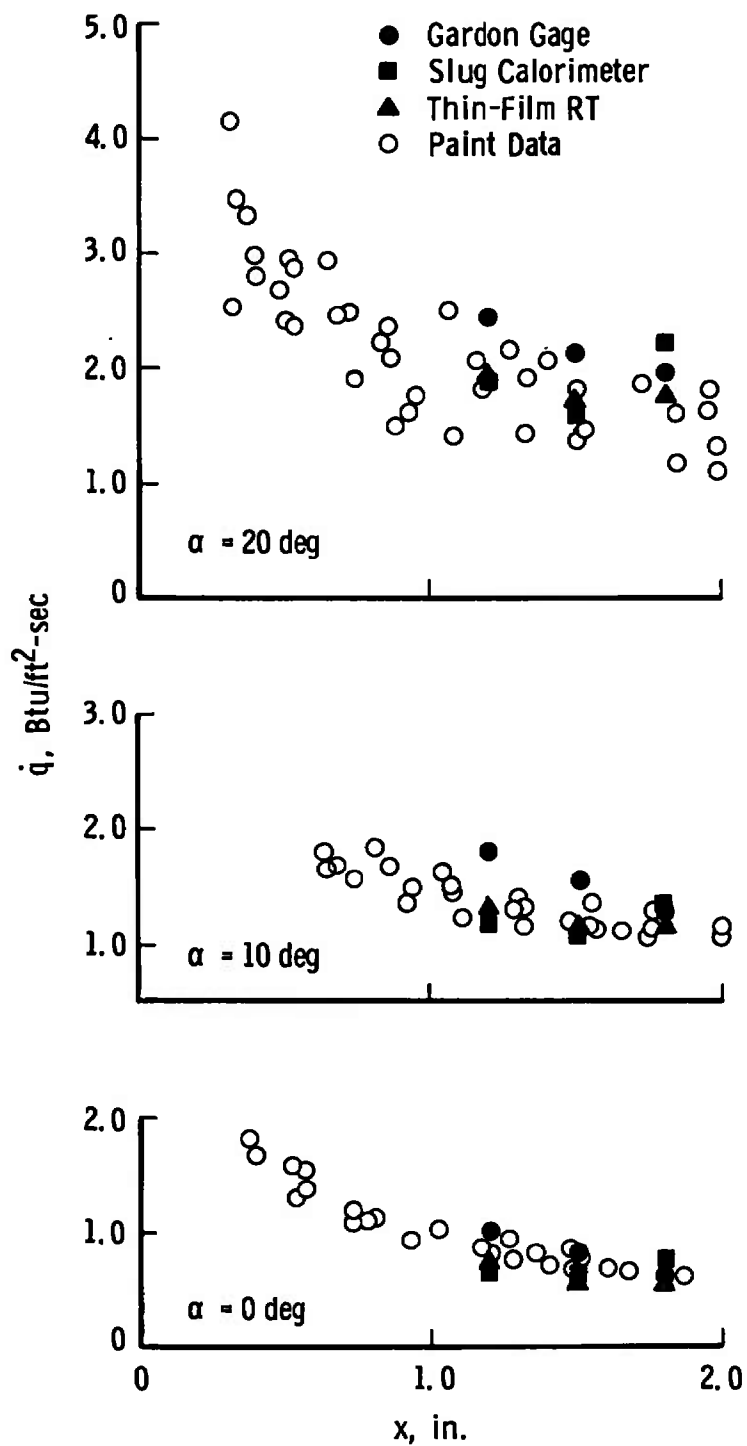 5.0
4.0
3.0
2.0
1.0
0
Gardon Gage
Slug Calorimeter
Thin-Film RT
Paint Data
α = 20 deg
q̇, Btu/ft²-sec
3.0
2.0
1.0
α = 10 deg
2.0
1.0
0
α = 0 deg
0
1.0
2.0
x, in.